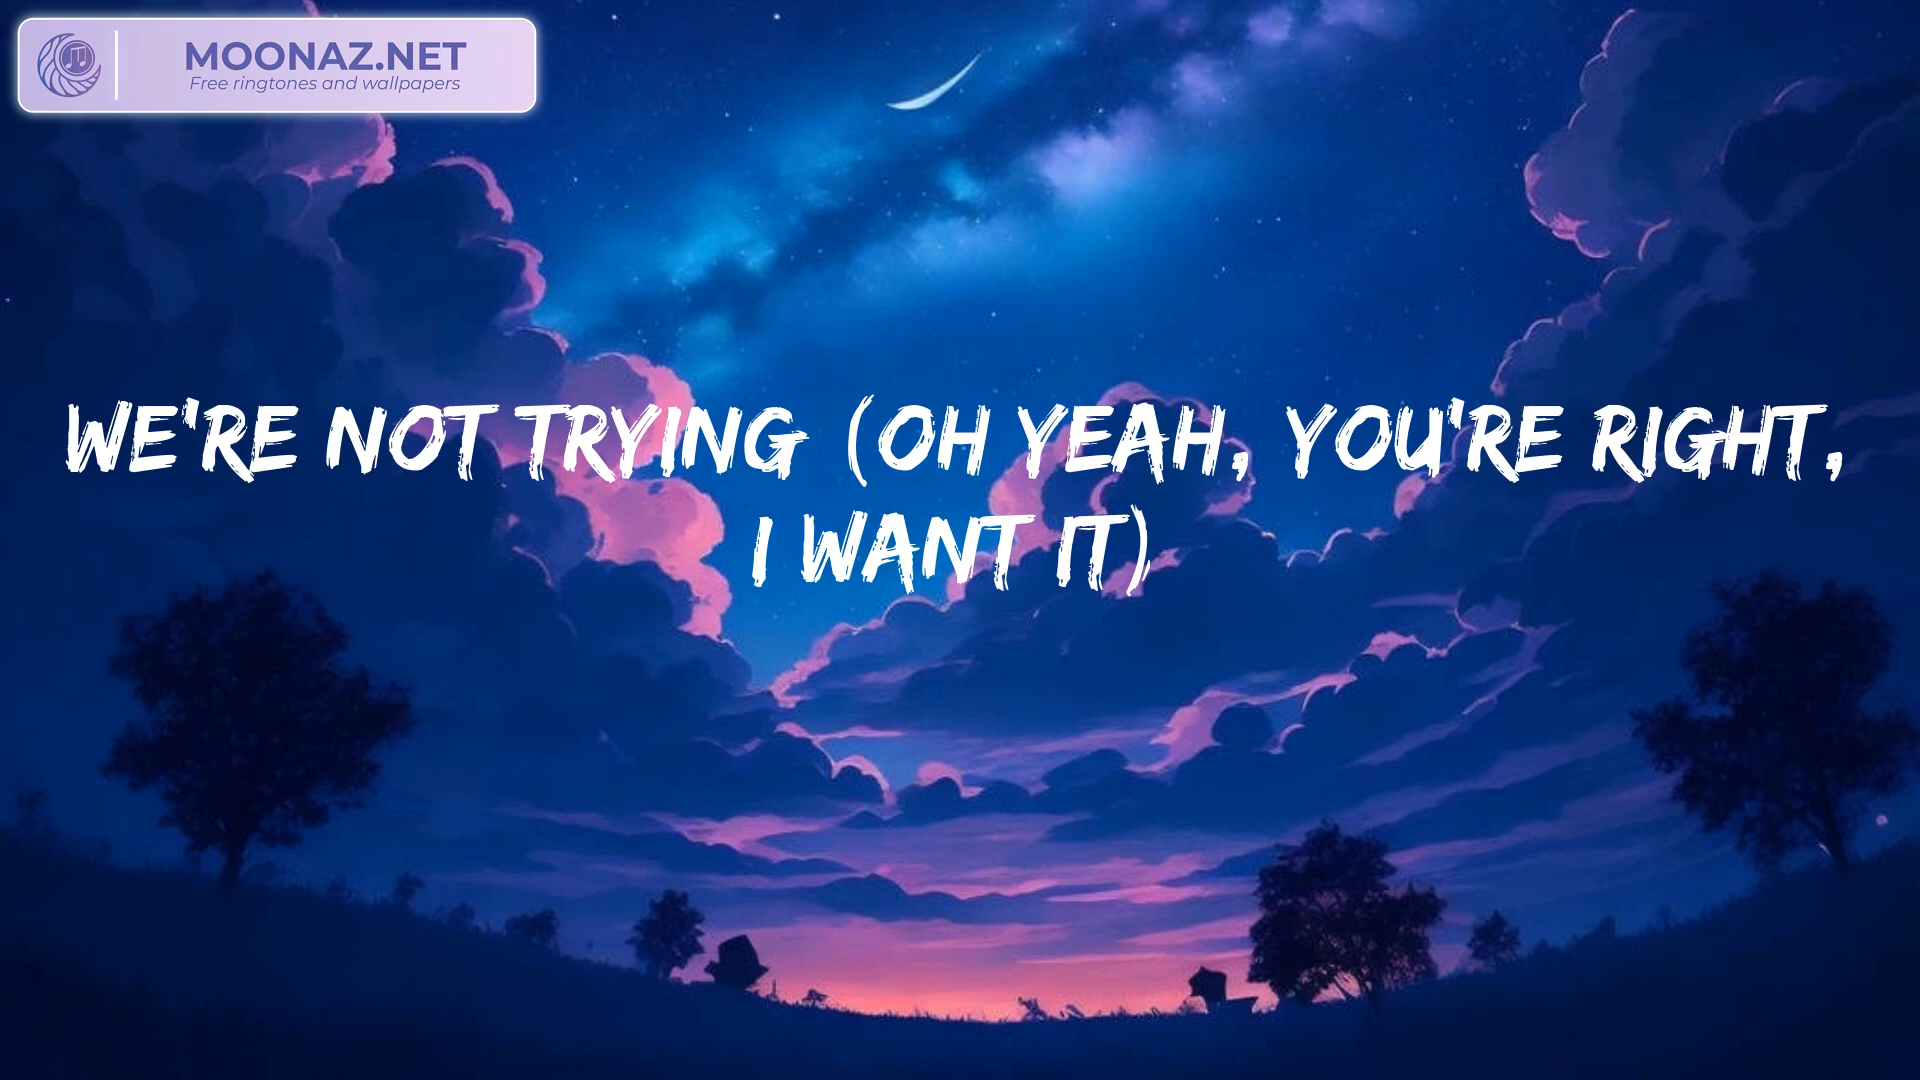 MOONAZ.NET
Free ringtones and wallpapers
WE'RE NOT TRYING (OH YEAH, YOU'RE RIGHT,
I WANT IT)